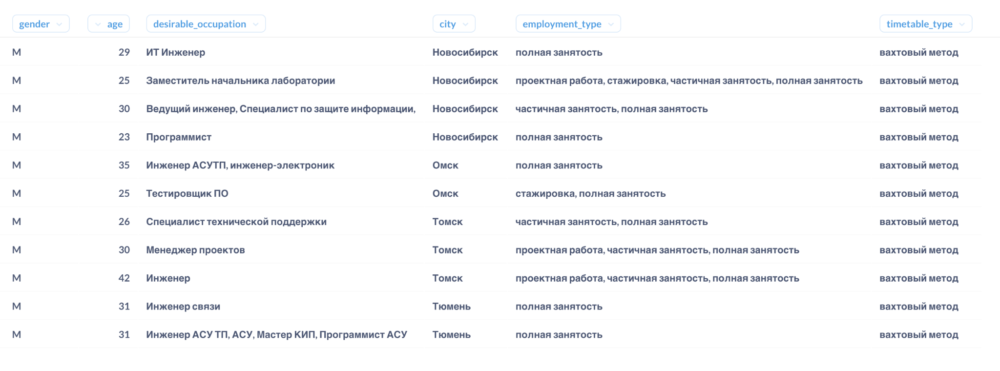 gender age desirable_occupation city employment_type timetable_type
M 29 ИТ Инженер Новосибирск полная занятость вахтовый метод
M 25 Заместитель начальника лаборатории Новосибирск проектная работа, стажировка, частичная занятость, полная занятость вахтовый метод
M 30 Ведущий инженер, Специалист по защите информации, Новосибирск частичная занятость, полная занятость вахтовый метод
M 23 Программист Новосибирск полная занятость вахтовый метод
M 35 Инженер АСУТП, инженер-электроник Омск полная занятость вахтовый метод
M 25 Тестировщик ПО Омск стажировка, полная занятость вахтовый метод
M 26 Специалист технической поддержки Томск частичная занятость, полная занятость вахтовый метод
M 30 Менеджер проектов Томск проектная работа, частичная занятость, полная занятость вахтовый метод
M 42 Инженер Томск проектная работа, частичная занятость, полная занятость вахтовый метод
M 31 Инженер связи Тюмень полная занятость вахтовый метод
M 31 Инженер АСУ ТП, АСУ, Мастер КИП, Программист АСУ Тюмень полная занятость вахтовый метод